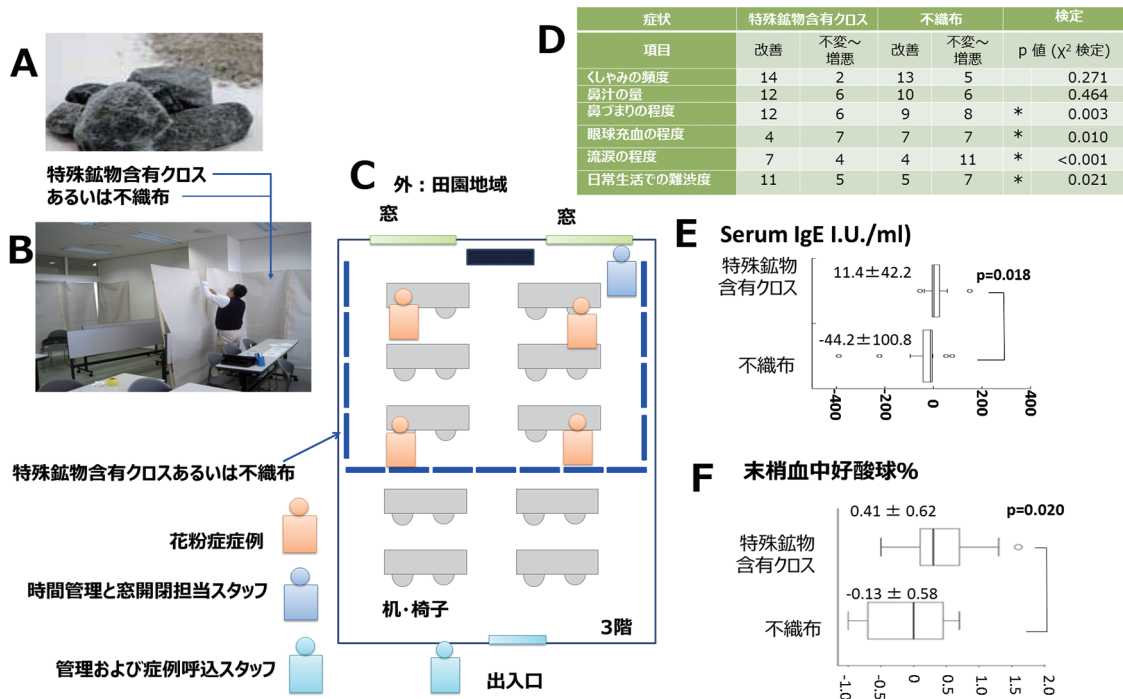 A
特殊鉱物含有クロス
あるいは不織布
B
C
外：田園地域
窓
窓
特殊鉱物含有クロスあるいは不織布
花粉症症例
時間管理と窓開閉担当スタッフ
管理および症例呼込スタッフ
机・椅子
3階
出入口
D
症状 特殊鉱物含有クロス 不織布 検定
項目 改善 不変～増悪 改善 不変～増悪 p 値 (χ² 検定)
くしゃみの頻度 14 2 13 5 0.271
鼻汁の量 12 6 10 6 0.464
鼻づまりの程度 12 6 9 8 * 0.003
眼球充血の程度 4 7 7 7 * 0.010
流涙の程度 7 4 4 11 * <0.001
日常生活での難渋度 11 5 5 7 * 0.021
E
Serum IgE I.U./ml)
特殊鉱物
含有クロス
11.4±42.2
p=0.018
-44.2±100.8
不織布
-400 -200 0 200 400
F
末梢血中好酸球%
0.41 ± 0.62
p=0.020
特殊鉱物
含有クロス
-0.13 ± 0.58
不織布
-1.0 -0.5 0 0.5 1.0 1.5 2.0